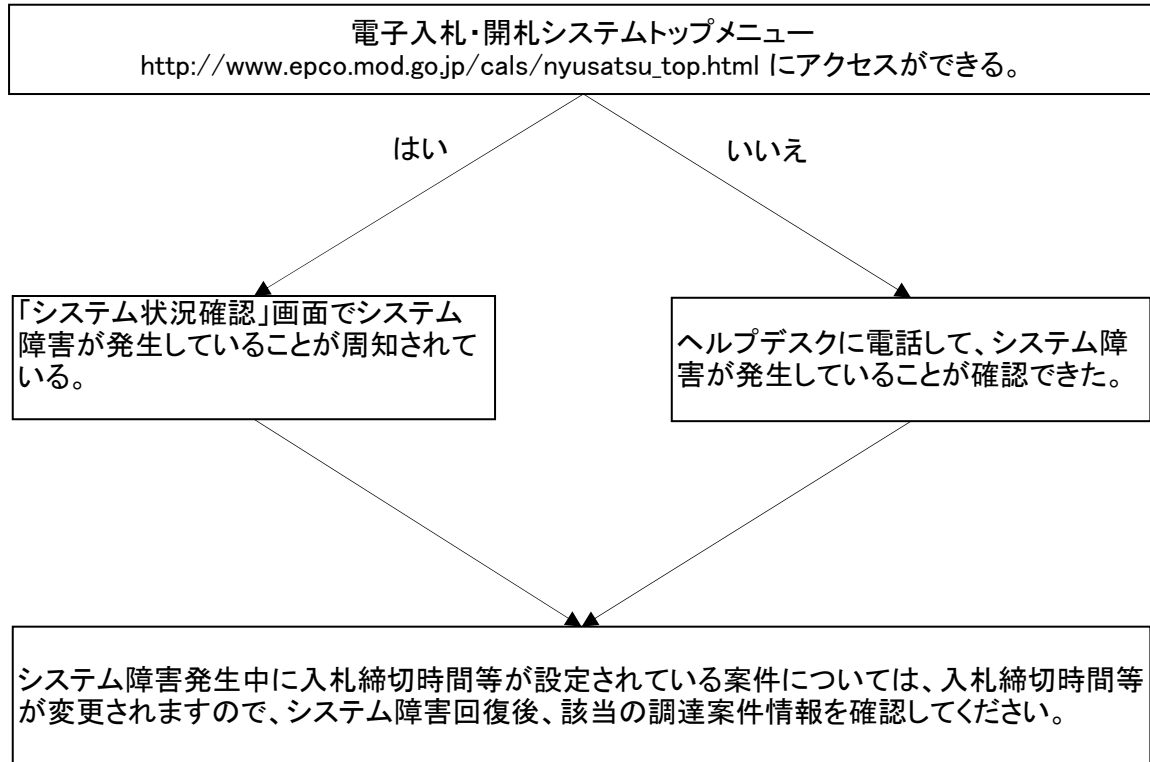 電子入札・開札システムトップメニュー
http://www.epco.mod.go.jp/cals/nyusatsu_top.html にアクセスができる。
はい
いいえ
「システム状況確認」画面でシステム
障害が発生していることが周知されて
いる。
ヘルプデスクに電話して、システム障
害が発生していることが確認できた。
システム障害発生中に入札締切時間等が設定されている案件については、入札締切時間等
が変更されますので、システム障害回復後、該当の調達案件情報を確認してください。